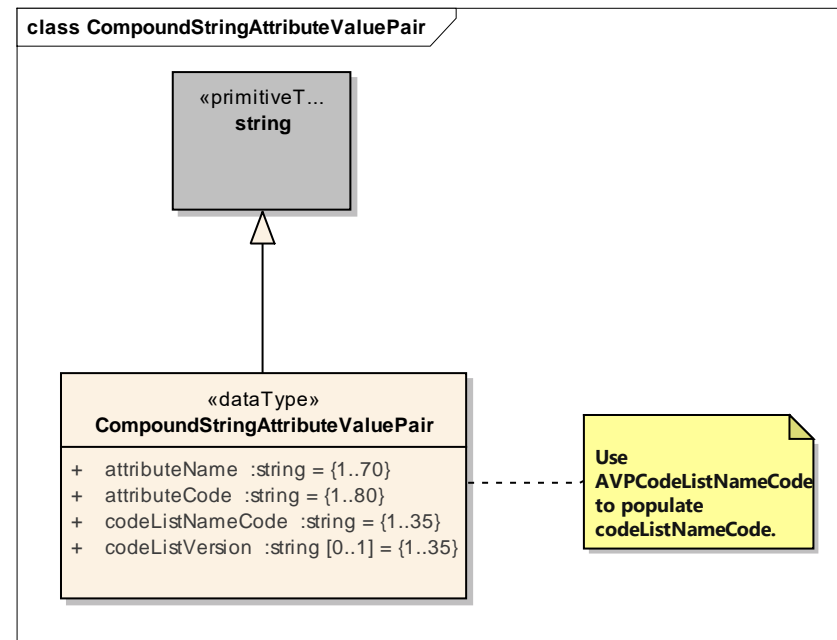 class CompoundStringAttributeValuePair
«primitiveT...
string
«dataType»
CompoundStringAttributeValuePair
+ attributeName :string = {1..70}
+ attributeCode :string = {1..80}
+ codeListNameCode :string = {1..35}
+ codeListVersion :string [0..1] = {1..35}
Use
AVPCodeListNameCode
to populate
codeListNameCode.